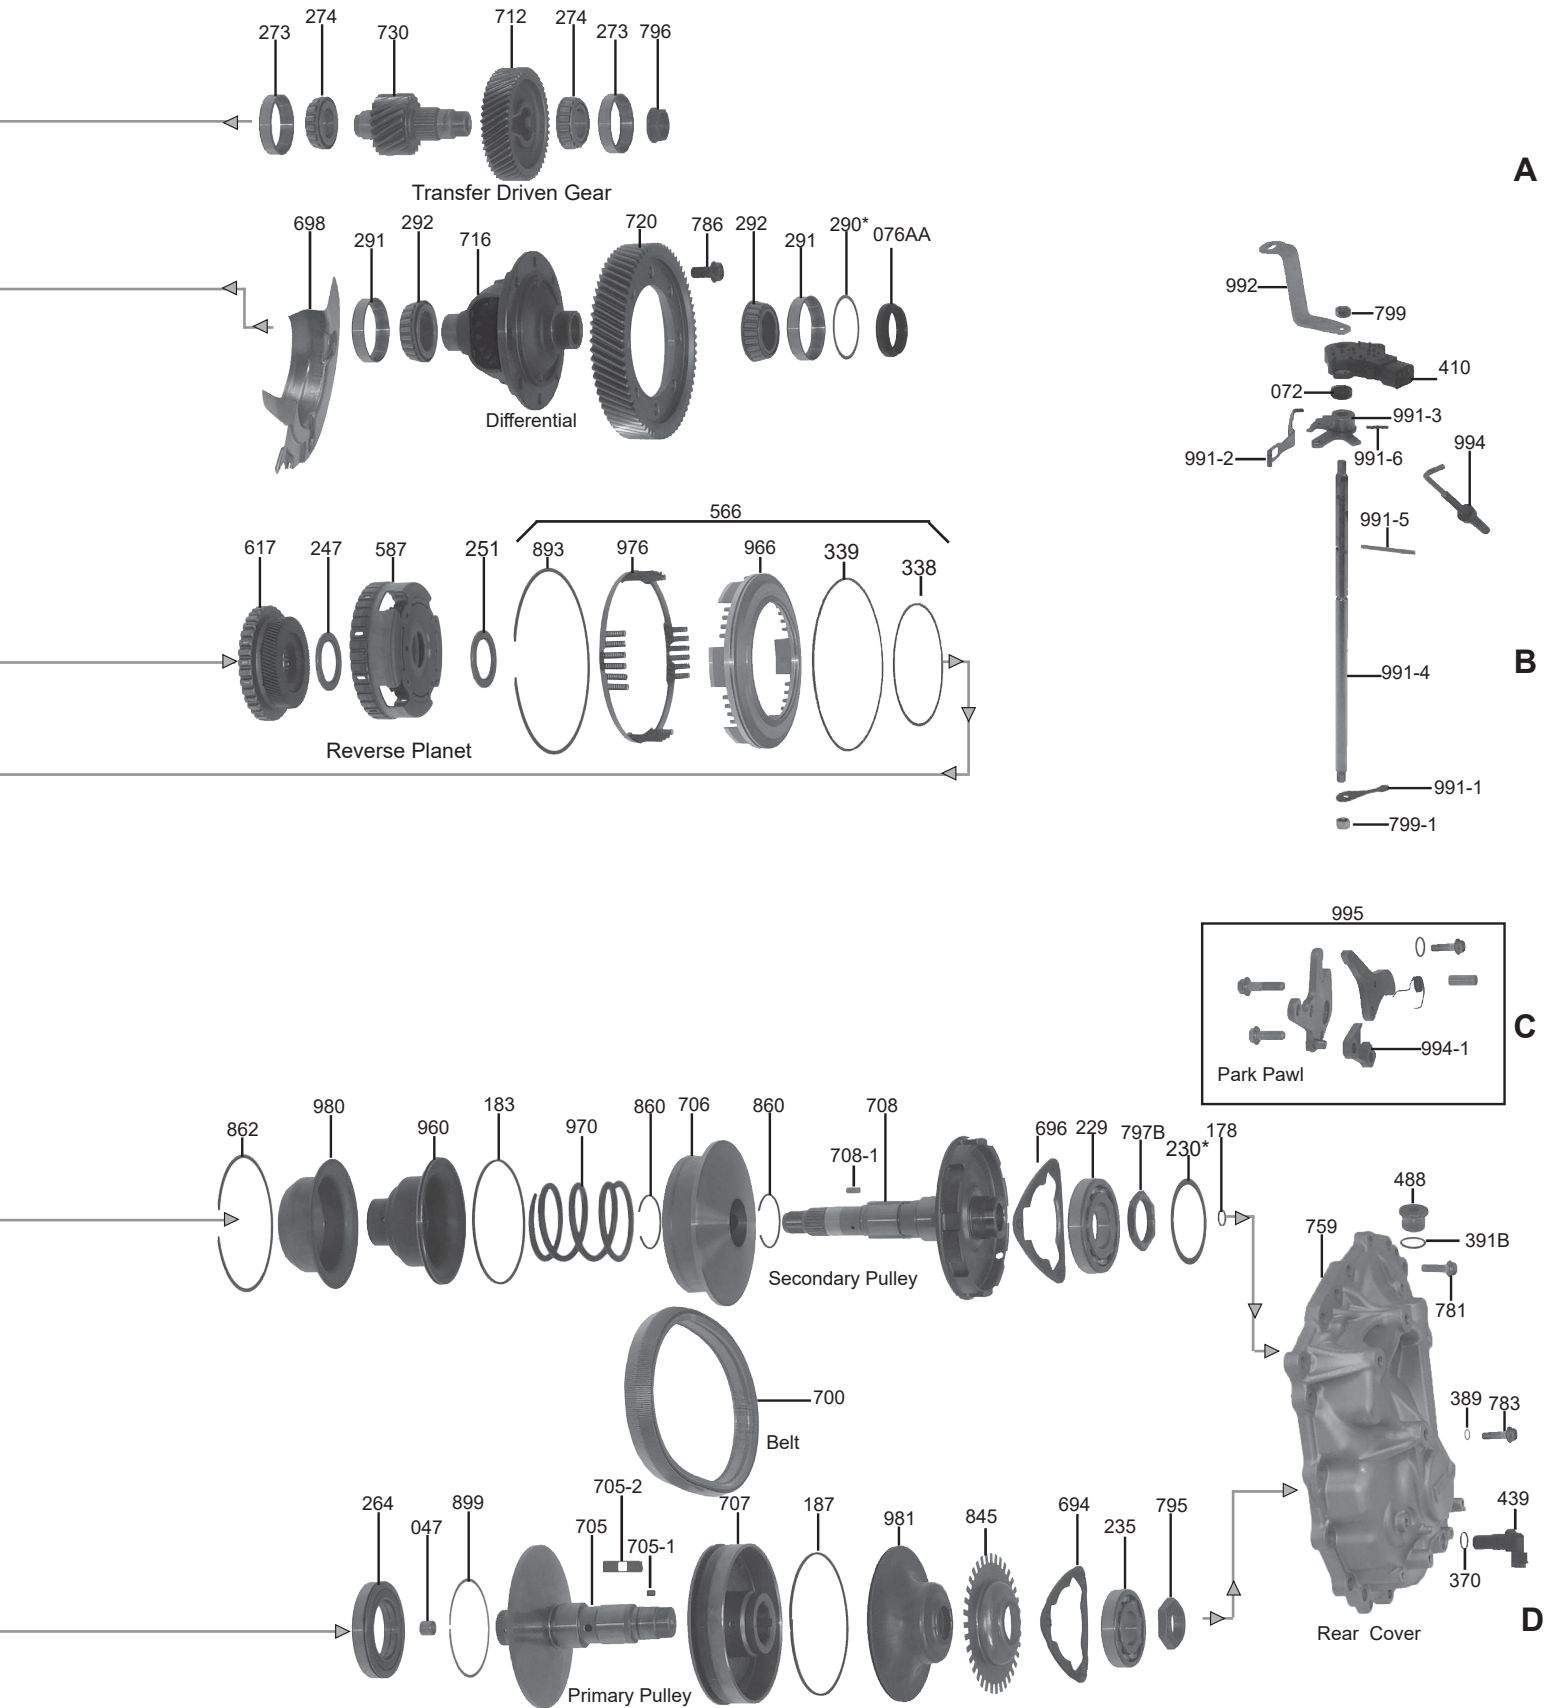 273 274 730 712 274 273 796
Transfer Driven Gear
A
698 291 292 716 720 786 292 291 290* 076AA
Differential
992
799
410
072
991-3
991-2
991-6
994
991-5
991-4
991-1
799-1
B
566
617 247 587 251 893 976 966 339 338
Reverse Planet
995
994-1
Park Pawl
C
862 980 960 183 970 860 706 860 708 696 229 797B 230* 178
708-1
Secondary Pulley
488
759
391B
781
700
Belt
389 783
439
370
Rear Cover
D
705-2
264 047 899 705 705-1 707 187 981 845 694 235 795
Primary Pulley